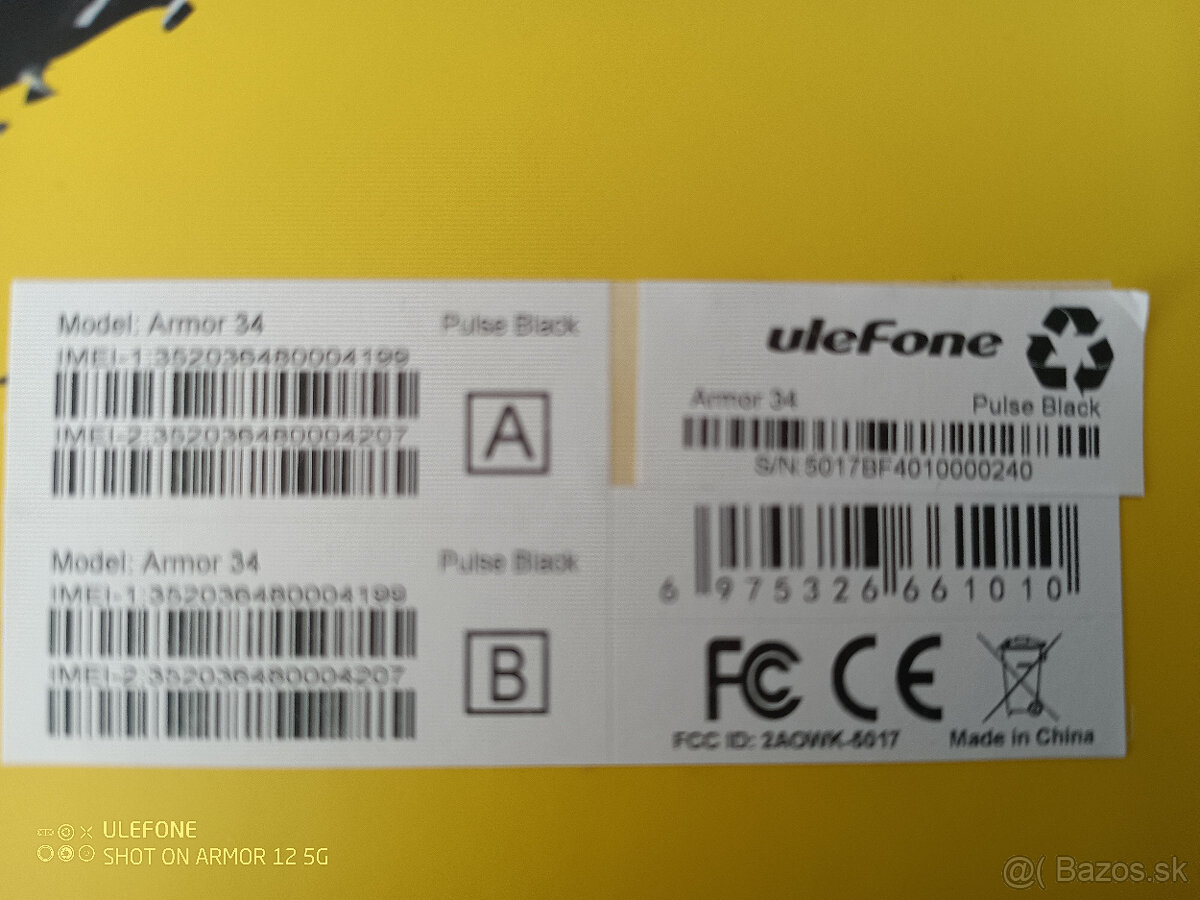 Model: Armor 34 Pulse Black
IMEI-1:352036480004199
IMEI-2:352036480004207
A
Model: Armor 34 Pulse Black
IMEI-1:352036480004199
IMEI-2:352036480004207
B
uleFone
Armor 34 Pulse Black
S/N:5017BF4010000240
6 975326 661010
FC CE
FCC ID: 2AOWK-5017 Made in China
ULEFONE
SHOT ON ARMOR 12 5G
@( Bazos.sk